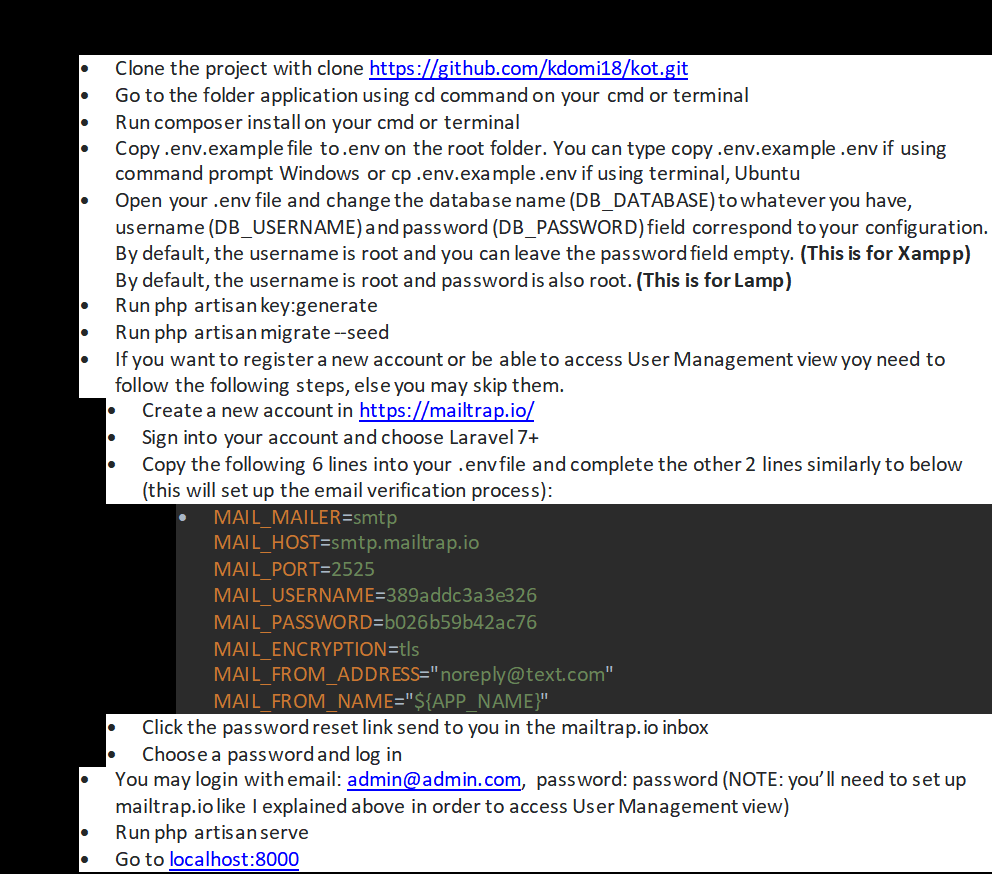 • Clone the project with clone https://github.com/kdomi18/kot.git
• Go to the folder application using cd command on your cmd or terminal
• Run composer install on your cmd or terminal
• Copy .env.example file to .env on the root folder. You can type copy .env.example .env if using
command prompt Windows or cp .env.example .env if using terminal, Ubuntu
• Open your .env file and change the database name (DB_DATABASE) to whatever you have,
username (DB_USERNAME) and password (DB_PASSWORD) field correspond to your configuration.
By default, the username is root and you can leave the password field empty. (This is for Xampp)
By default, the username is root and password is also root. (This is for Lamp)
• Run php artisan key:generate
• Run php artisan migrate --seed
• If you want to register a new account or be able to access User Management view yoy need to
follow the following steps, else you may skip them.
• Create a new account in https://mailtrap.io/
• Sign into your account and choose Laravel 7+
• Copy the following 6 lines into your .env file and complete the other 2 lines similarly to below
(this will set up the email verification process):
• MAIL_MAILER=smtp
MAIL_HOST=smtp.mailtrap.io
MAIL_PORT=2525
MAIL_USERNAME=389addc3a3e326
MAIL_PASSWORD=b026b59b42ac76
MAIL_ENCRYPTION=tls
MAIL_FROM_ADDRESS="noreply@text.com"
MAIL_FROM_NAME="${APP_NAME}"
• Click the password reset link send to you in the mailtrap.io inbox
• Choose a password and log in
• You may login with email: admin@admin.com, password: password (NOTE: you’ll need to set up
mailtrap.io like I explained above in order to access User Management view)
• Run php artisan serve
• Go to localhost:8000